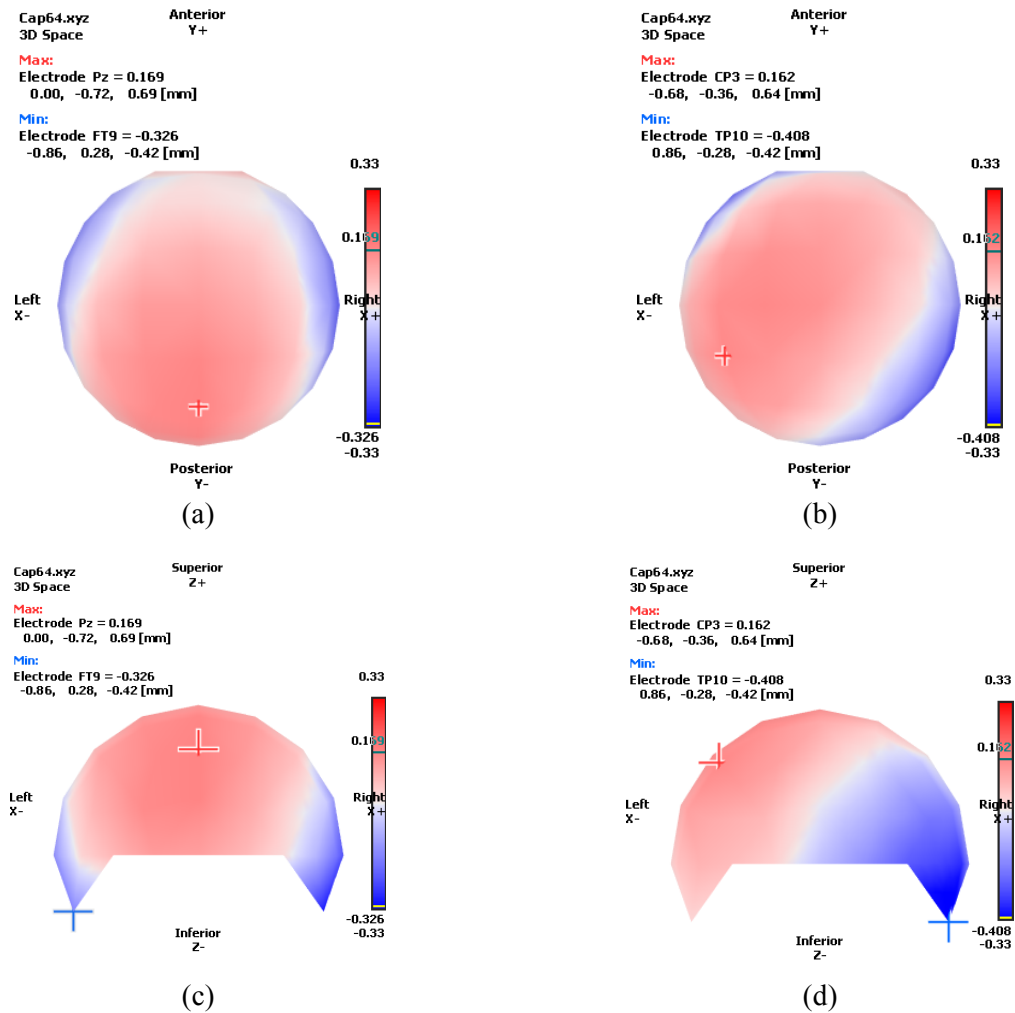 Cap64.xyz
3D Space
Anterior
Y+
Max:
Electrode Pz = 0.169
0.00, -0.72, 0.69 [mm]
Min:
Electrode FT9 = -0.326
-0.86, 0.28, -0.42 [mm]
0.33
0.169
Left
X-
Right
X+
-0.326
-0.33
Posterior
Y-
(a)
Cap64.xyz
3D Space
Anterior
Y+
Max:
Electrode CP3 = 0.162
-0.68, -0.36, 0.64 [mm]
Min:
Electrode TP10 = -0.408
0.86, -0.28, -0.42 [mm]
0.33
0.162
Left
X-
Right
X+
-0.408
-0.33
Posterior
Y-
(b)
Cap64.xyz
3D Space
Superior
Z+
Max:
Electrode Pz = 0.169
0.00, -0.72, 0.69 [mm]
Min:
Electrode FT9 = -0.326
-0.86, 0.28, -0.42 [mm]
0.33
0.169
Left
X-
Right
X+
-0.326
-0.33
Inferior
Z-
(c)
Cap64.xyz
3D Space
Superior
Z+
Max:
Electrode CP3 = 0.162
-0.68, -0.36, 0.64 [mm]
Min:
Electrode TP10 = -0.408
0.86, -0.28, -0.42 [mm]
0.33
0.162
Left
X-
Right
X+
-0.408
-0.33
Inferior
Z-
(d)